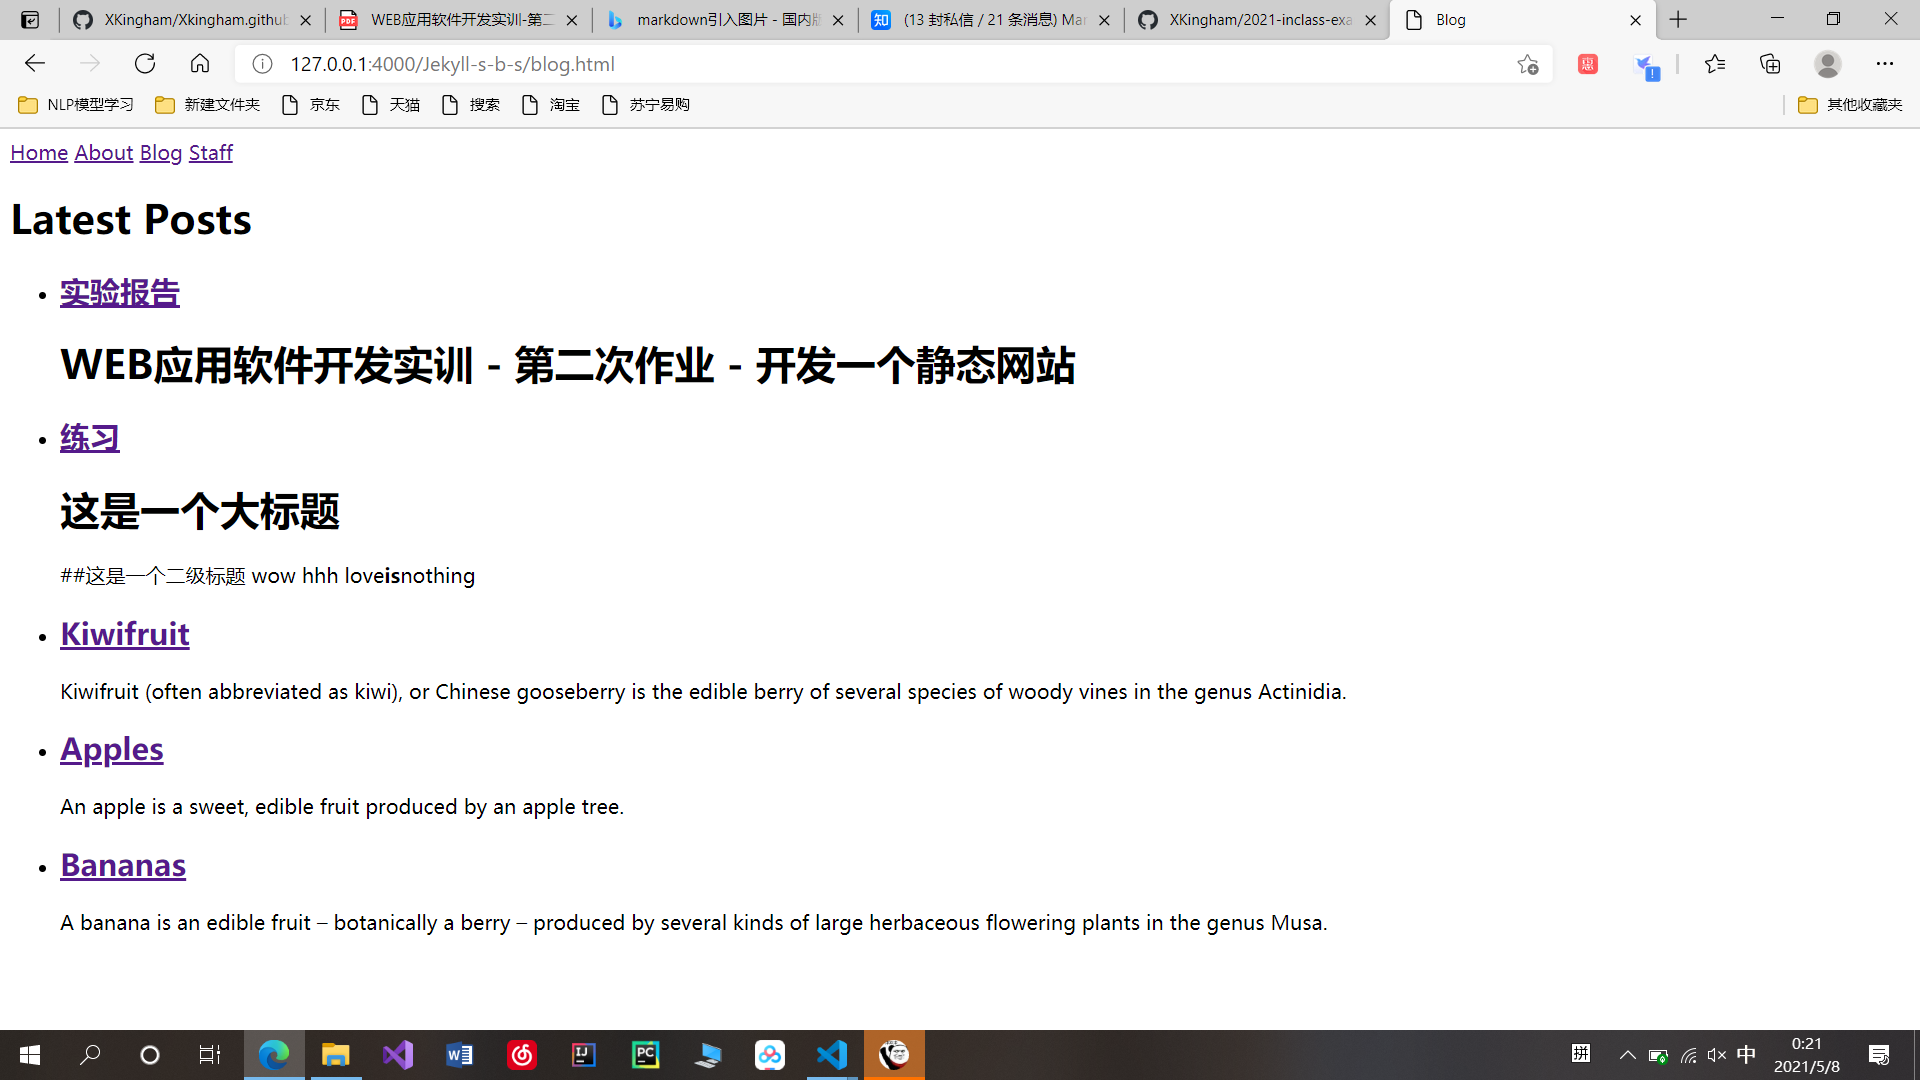 XKingham/Xkingham.github
WEB应用软件开发实训-第二
markdown引入图片 - 国内版
(13 封私信 / 21 条消息) Mar
XKingham/2021-inclass-exa
Blog
127.0.0.1:4000/Jekyll-s-b-s/blog.html
NLP模型学习
新建文件夹
京东
天猫
搜索
淘宝
苏宁易购
其他收藏夹
Home About Blog Staff
Latest Posts
实验报告
WEB应用软件开发实训 - 第二次作业 - 开发一个静态网站
练习
这是一个大标题
##这是一个二级标题 wow hhh loveisnothing
Kiwifruit
Kiwifruit (often abbreviated as kiwi), or Chinese gooseberry is the edible berry of several species of woody vines in the genus Actinidia.
Apples
An apple is a sweet, edible fruit produced by an apple tree.
Bananas
A banana is an edible fruit – botanically a berry – produced by several kinds of large herbaceous flowering plants in the genus Musa.
拼
中
0:21
2021/5/8